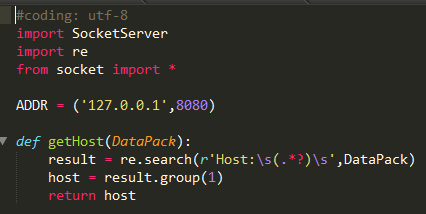 #coding: utf-8
import SocketServer
import re
from socket import *
ADDR = ('127.0.0.1',8080)
def getHost(DataPack):
    result = re.search(r'Host:\s(.*?)\s',DataPack)
    host = result.group(1)
    return host